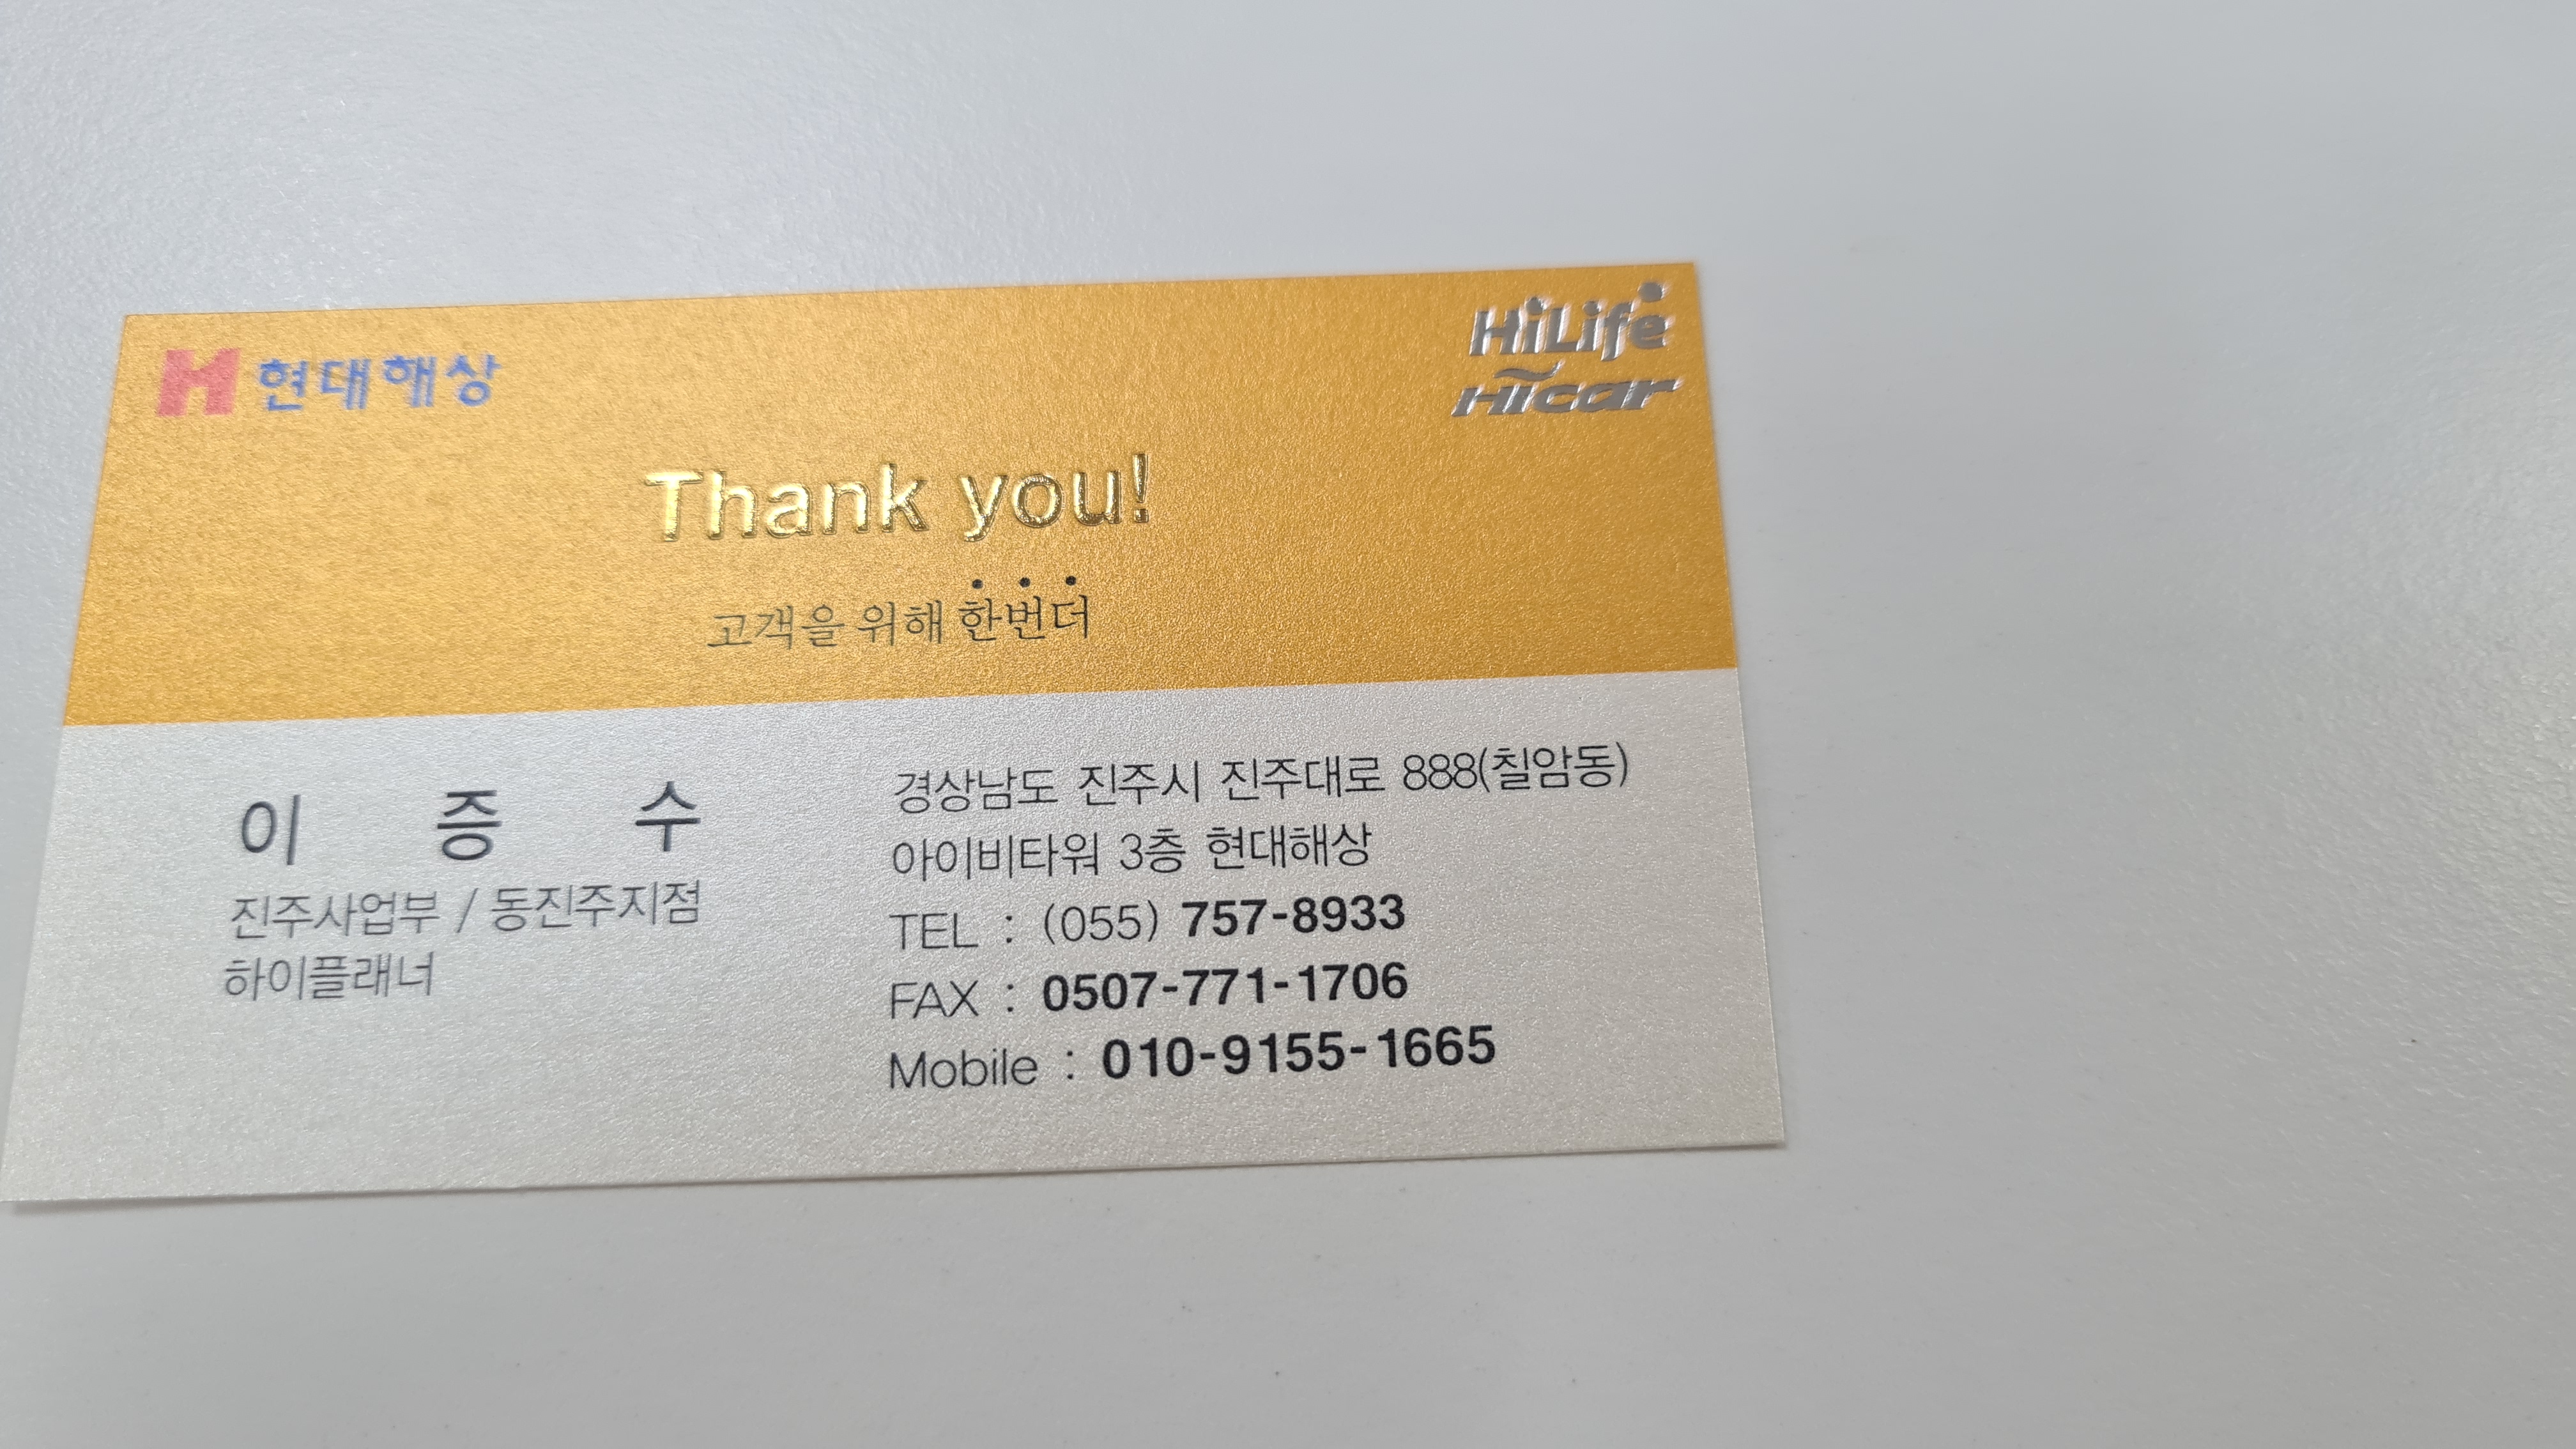 현대해상
HiLife
Hicar
Thank you!
고객을 위해 한번더
이 증 수
진주사업부 / 동진주지점
하이플래너
경상남도 진주시 진주대로 888(칠암동)
아이비타워 3층 현대해상
TEL : (055) 757-8933
FAX : 0507-771-1706
Mobile : 010-9155-1665